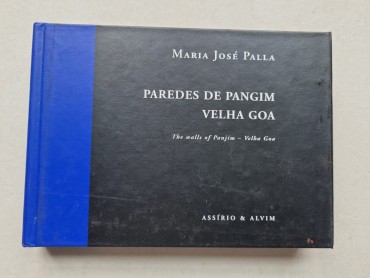 MARIA JOSÉ PALLA
PAREDES DE PANGIM
VELHA GOA
The walls of Panjim – Velha Goa
ASSÍRIO & ALVIM